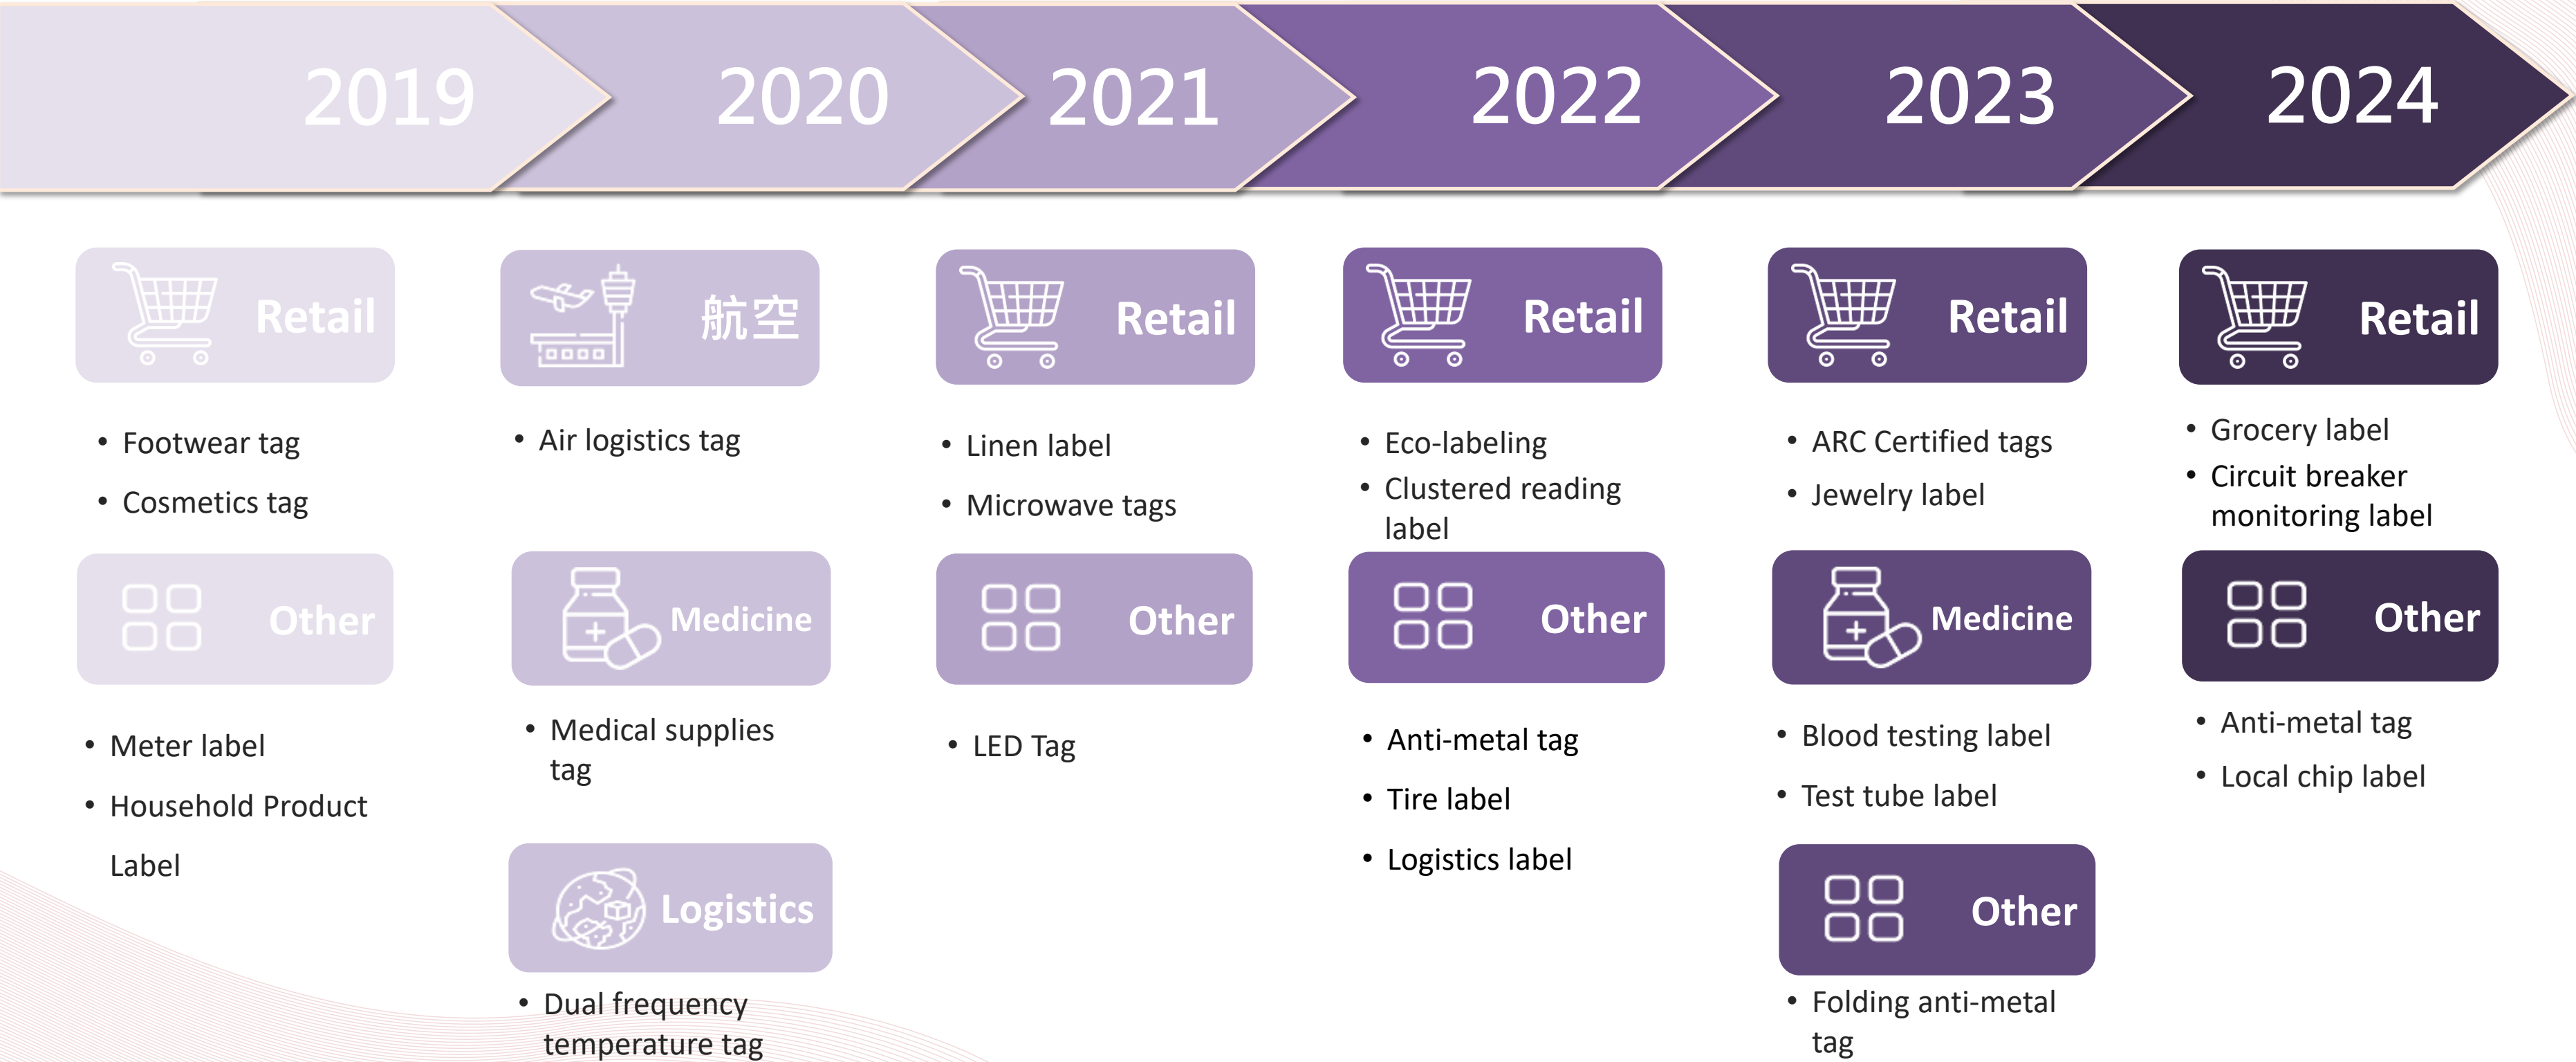 2019
2020
2021
2022
2023
2024
Retail
• Footwear tag
• Cosmetics tag
Other
• Meter label
• Household Product
Label
航空
• Air logistics tag
Medicine
• Medical supplies
tag
Logistics
• Dual frequency
temperature tag
Retail
• Linen label
• Microwave tags
Other
• LED Tag
Retail
• Eco-labeling
• Clustered reading
label
Other
• Anti-metal tag
• Tire label
• Logistics label
Retail
• ARC Certified tags
• Jewelry label
Medicine
• Blood testing label
• Test tube label
Other
• Folding anti-metal
tag
Retail
• Grocery label
• Circuit breaker
monitoring label
Other
• Anti-metal tag
• Local chip label